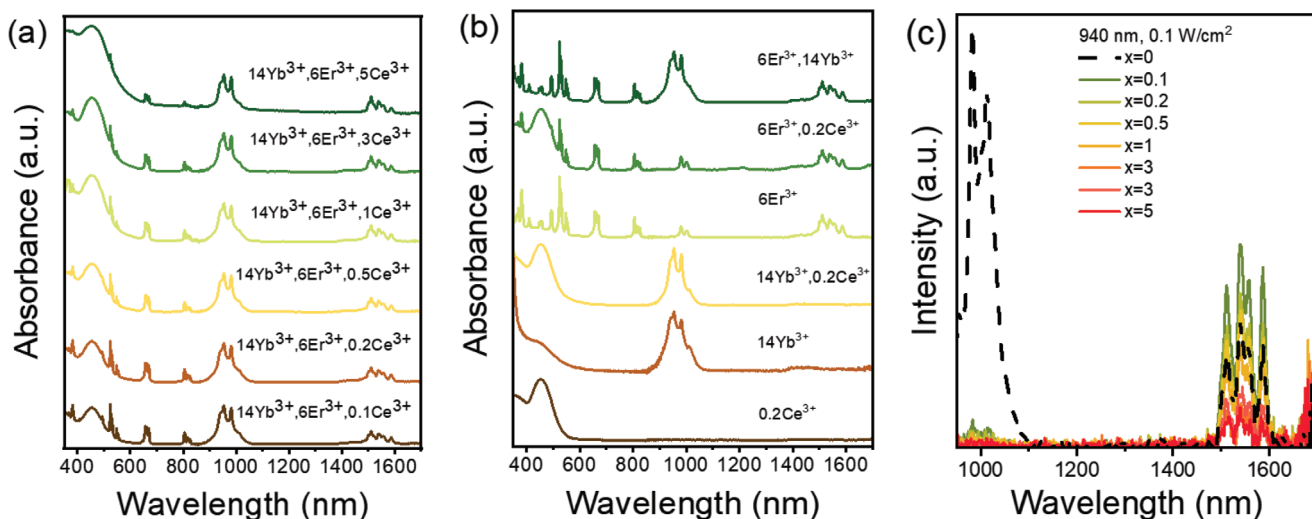 (a)
14Yb³⁺,6Er³⁺,5Ce³⁺
14Yb³⁺,6Er³⁺,3Ce³⁺
14Yb³⁺,6Er³⁺,1Ce³⁺
14Yb³⁺,6Er³⁺,0.5Ce³⁺
14Yb³⁺,6Er³⁺,0.2Ce³⁺
14Yb³⁺,6Er³⁺,0.1Ce³⁺
Absorbance (a.u.)
400 600 800 1000 1200 1400 1600
Wavelength (nm)
(b)
6Er³⁺,14Yb³⁺
6Er³⁺,0.2Ce³⁺
6Er³⁺
14Yb³⁺,0.2Ce³⁺
14Yb³⁺
0.2Ce³⁺
Absorbance (a.u.)
400 600 800 1000 1200 1400 1600
Wavelength (nm)
(c)
940 nm, 0.1 W/cm²
x=0
x=0.1
x=0.2
x=0.5
x=1
x=3
x=3
x=5
Intensity (a.u.)
1000 1200 1400 1600
Wavelength (nm)